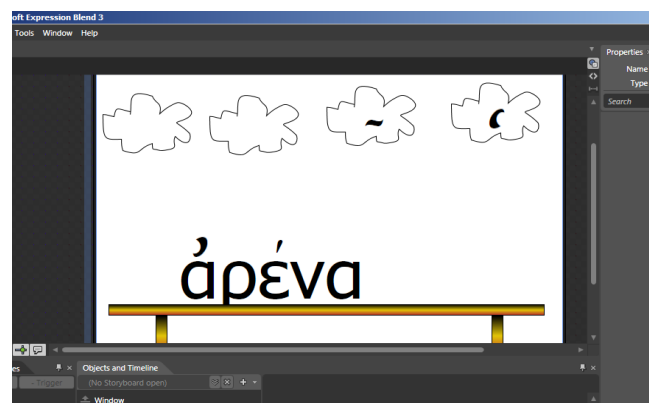 oft Expression Blend 3
Tools Window Help
Properties ×
Name
Type
Search
~ ʽ
ἀρένα
es × Objects and Timeline ×
- Trigger (No Storyboard open)
Window